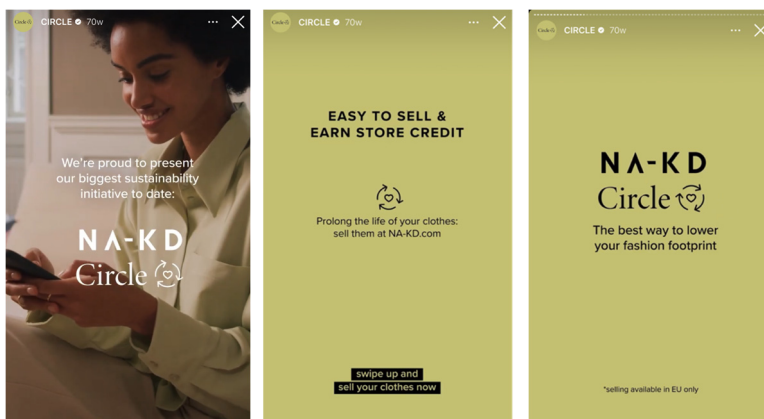 CIRCLE 70w
We're proud to present
our biggest sustainability
initiative to date:
NA-KD
Circle
CIRCLE 70w
EASY TO SELL &
EARN STORE CREDIT
Prolong the life of your clothes:
sell them at NA-KD.com
swipe up and
sell your clothes now
CIRCLE 70w
NA-KD
Circle
The best way to lower
your fashion footprint
*selling available in EU only